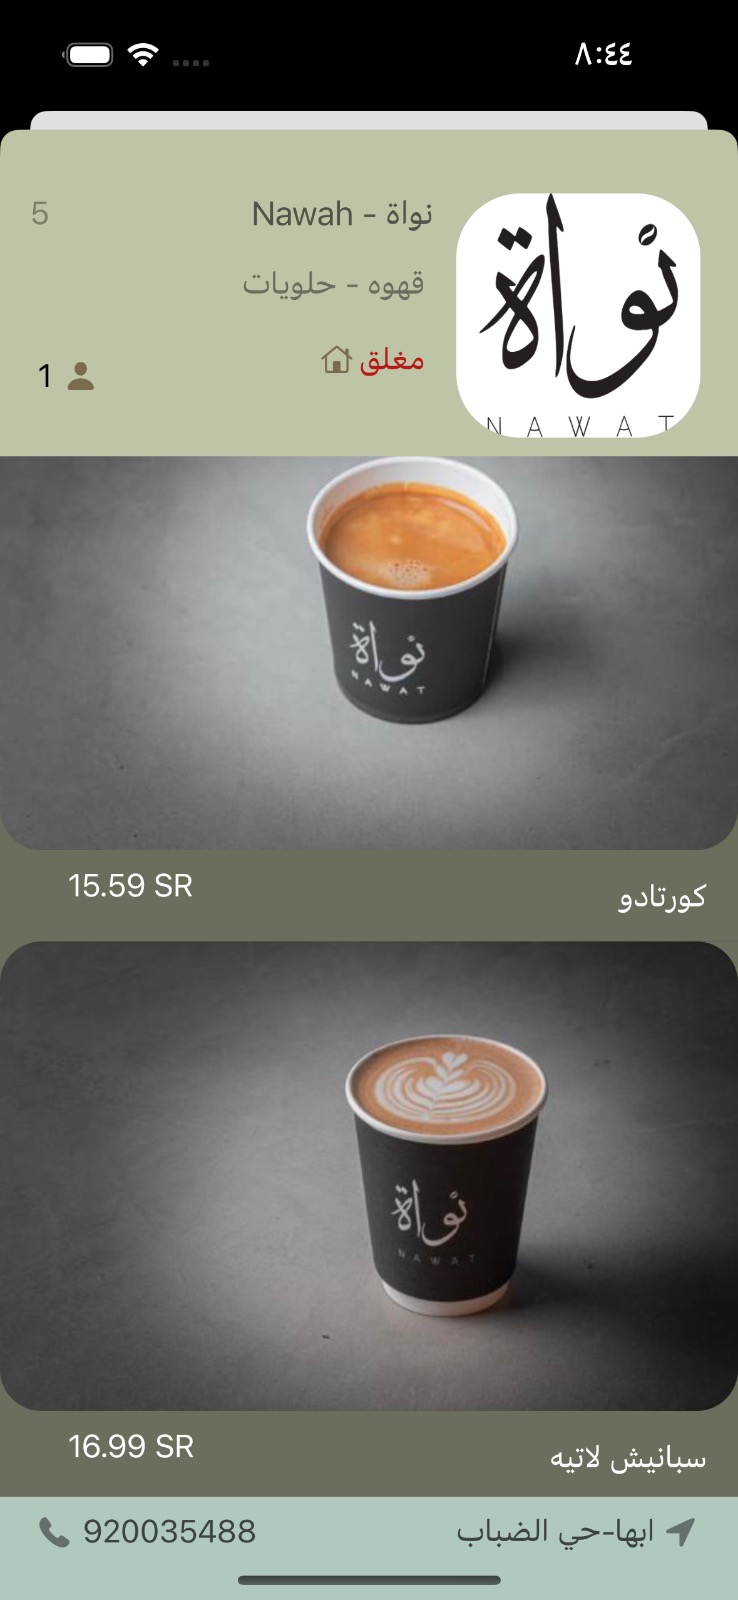 ٨:٤٤
نواة
NAWAT
نواة - Nawah
5
قهوه - حلويات
مغلق
1
نواة
NAWAT
15.59 SR
كورتادو
نواة
NAWAT
16.99 SR
سبانيش لاتيه
ابها-حي الضباب
920035488